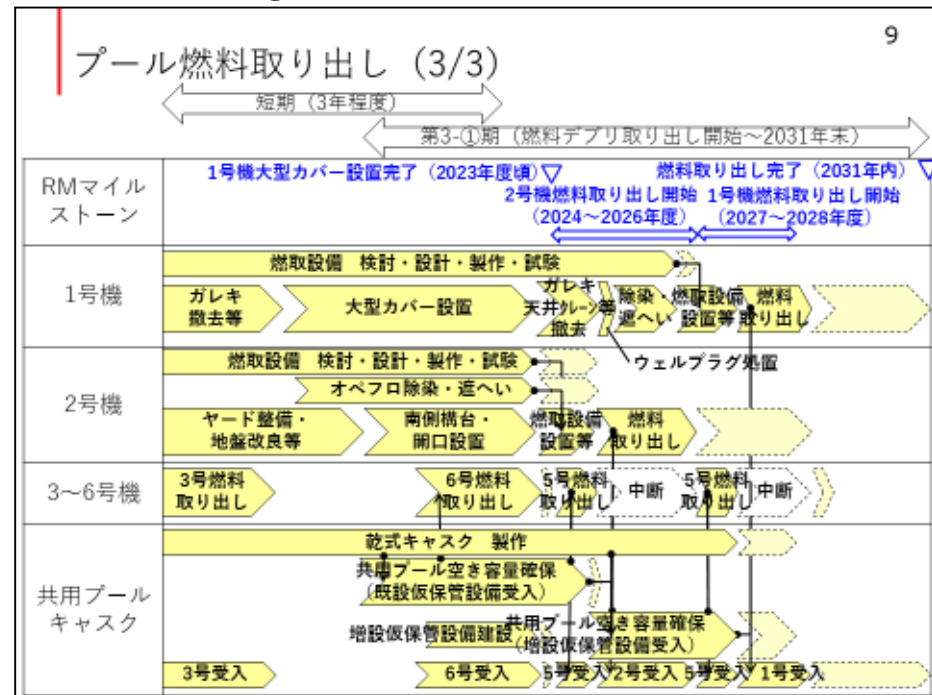 9
プール燃料取り出し (3/3)
短期 (3年程度)
第3-①期 (燃料デブリ取り出し開始～2031年末)
RMマイル
ストーン
1号機大型カバー設置完了 (2023年度頃)
燃料取り出し完了 (2031年内)
2号機燃料取り出し開始
(2024～2026年度)
1号機燃料取り出し開始
(2027～2028年度)
1号機
燃取設備 検討・設計・製作・試験
ガレキ
撤去等
大型カバー設置
ガレキ
天井クレーン等
撤去
除染・
遮へい
燃取設備
設置等
燃料
取り出し
ウェルプラグ処置
2号機
燃取設備 検討・設計・製作・試験
オペフロ除染・遮へい
ヤード整備・
地盤改良等
南側構台・
開口設置
燃取設備
設置等
燃料
取り出し
3～6号機
3号燃料
取り出し
6号燃料
取り出し
5号燃料
取り出し
中断
5号燃料
取り出し
中断
共用プール
キャスク
乾式キャスク 製作
共用プール空き容量確保
(既設仮保管設備受入)
増設仮保管設備建設
共用プール空き容量確保
(増設仮保管設備受入)
3号受入
6号受入
5号受入
2号受入
5号受入
1号受入